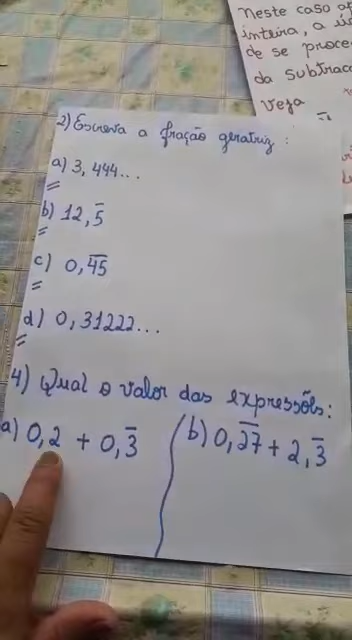 Neste caso a
inteira, a
de se proce
da subtraca
Veja
2) Escreva a fração geratriz :
a) 3,444...
b) 12,5̅
c) 0,4̅5̅
d) 0,31222...
4) Qual o valor das expressões:
a) 0,2 + 0,3̅
b) 0,2̅7̅ + 2,3̅